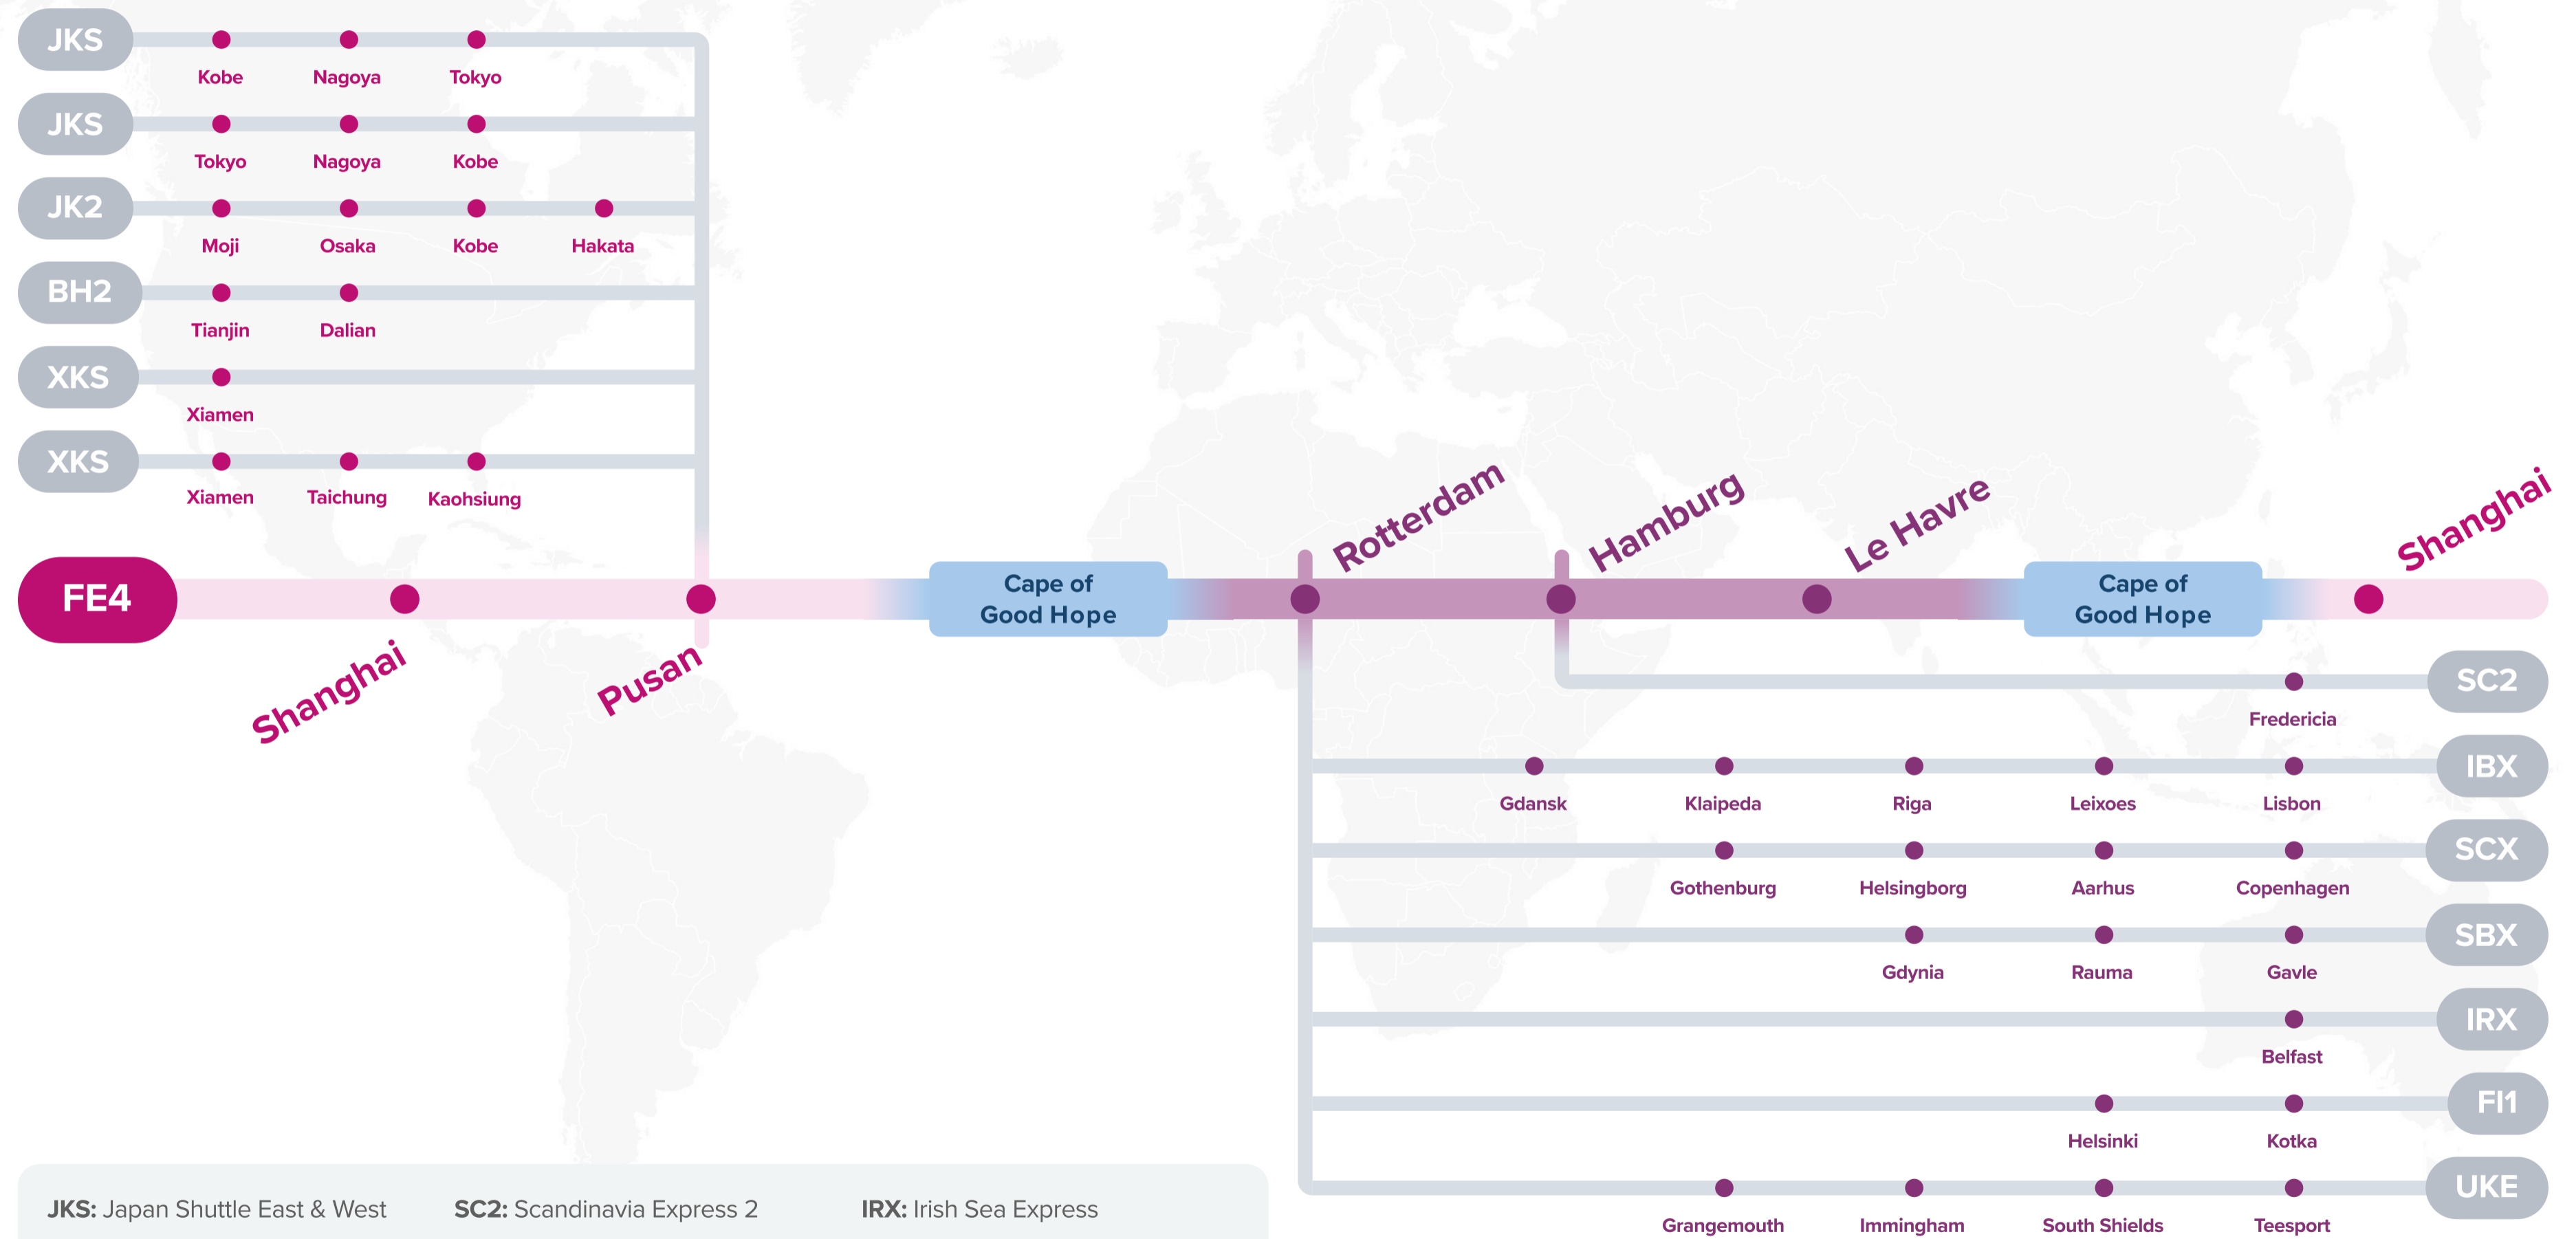 JKS
Kobe Nagoya Tokyo
JKS
Tokyo Nagoya Kobe
JK2
Moji Osaka Kobe Hakata
BH2
Tianjin Dalian
XKS
Xiamen
XKS
Xiamen Taichung Kaohsiung
FE4
Shanghai
Pusan
Cape of
Good Hope
Rotterdam
Hamburg
Le Havre
Cape of
Good Hope
Shanghai
SC2
Fredericia
IBX
Gdansk Klaipeda Riga Leixoes Lisbon
SCX
Gothenburg Helsingborg Aarhus Copenhagen
SBX
Gdynia Rauma Gavle
IRX
Belfast
FI1
Helsinki Kotka
UKE
Grangemouth Immingham South Shields Teesport
JKS: Japan Shuttle East & West SC2: Scandinavia Express 2 IRX: Irish Sea Express